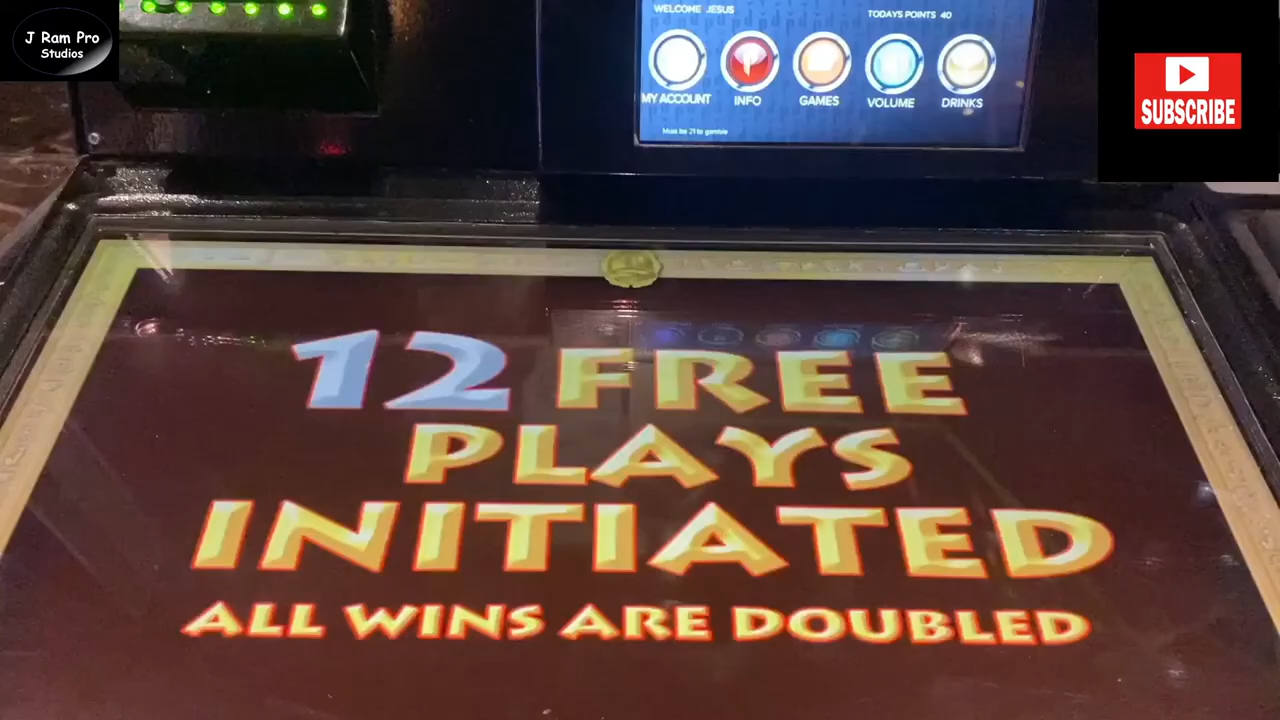 J Ram Pro
Studios
WELCOME JESUS
TODAYS POINTS 40
MY ACCOUNT
INFO
GAMES
VOLUME
DRINKS
Must be 21 to gamble
SUBSCRIBE
12 FREE
PLAYS
INITIATED
ALL WINS ARE DOUBLED